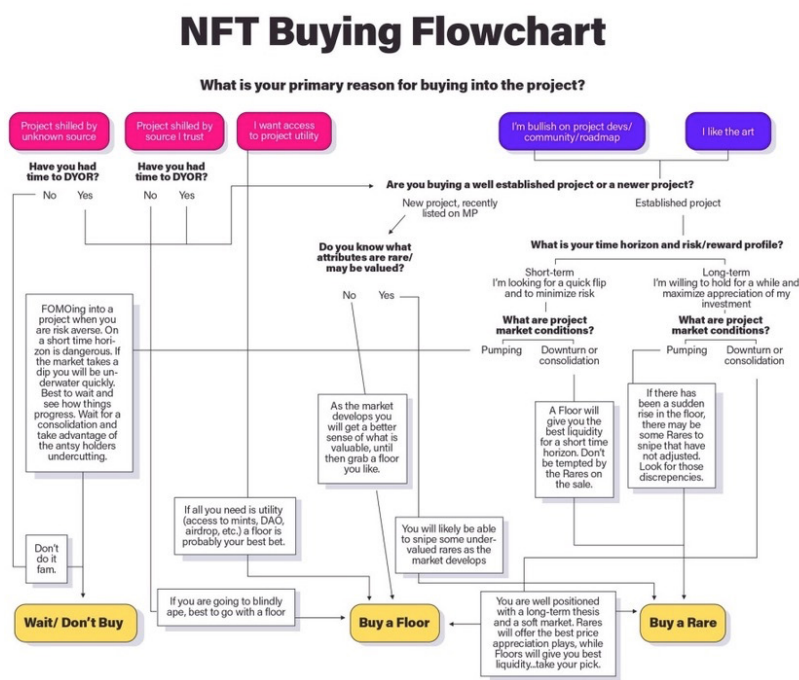 NFT Buying Flowchart
What is your primary reason for buying into the project?
Project shilled by
unknown source
Project shilled by
source I trust
I want access
to project utility
I'm bullish on project devs/
community/roadmap
I like the art
Have you had
time to DYOR?
No
Yes
Have you had
time to DYOR?
No
Yes
Are you buying a well established project or a newer project?
New project, recently
listed on MP
Established project
Do you know what
attributes are rare/
may be valued?
No
Yes
What is your time horizon and risk/reward profile?
Short-term
I'm looking for a quick flip
and to minimize risk
Long-term
I'm willing to hold for a while and
maximize appreciation of my
investment
What are project
market conditions?
Pumping
Downturn or
consolidation
What are project
market conditions?
Pumping
Downturn or
consolidation
FOMOing into a
project when you
are risk averse. On
a short time hori-
zon is dangerous. If
the market takes a
dip you will be un-
derwater quickly.
Best to wait and
see how things
progress. Wait for a
consolidation and
take advantage of
the antsy holders
undercutting.
As the market
develops you
will get a better
sense of what is
valuable, until
then grab a floor
you like.
A Floor will
give you the
best liquidity
for a short time
horizon. Don't
be tempted by
the Rares on
the sale.
If there has
been a sudden
rise in the floor,
there may be
some Rares to
snipe that have
not adjusted.
Look for those
discrepencies.
If all you need is utility
(access to mints, DAO,
airdrop, etc.) a floor is
probably your best bet.
You will likely be able
to snipe some under-
valued rares as the
market develops
Don't
do it
fam.
If you are going to blindly
ape, best to go with a floor
You are well positioned
with a long-term thesis
and a soft market. Rares
will offer the best price
appreciation plays, while
Floors will give you best
liquidity...take your pick.
Wait/ Don't Buy
Buy a Floor
Buy a Rare